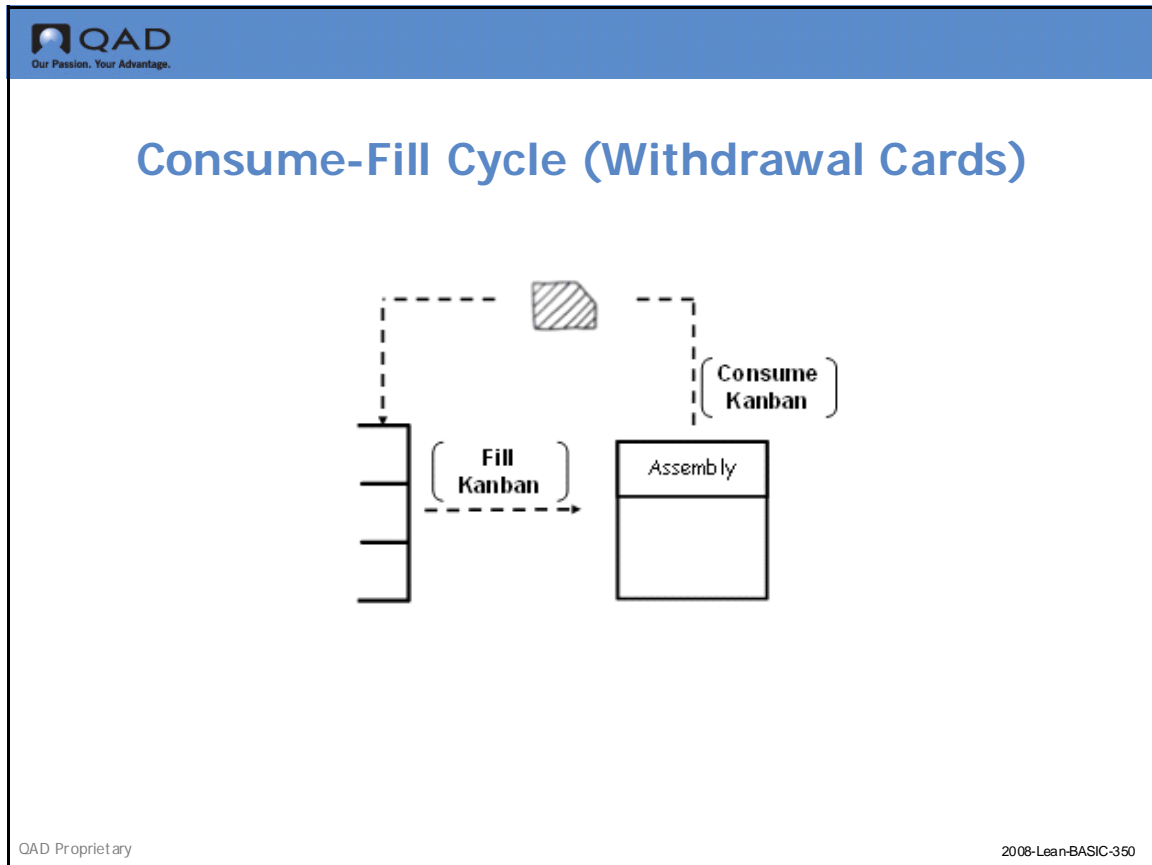 QAD
Our Passion. Your Advantage.
Consume-Fill Cycle (Withdrawal Cards)
Consume
Kanban
Fill
Kanban
Assembly
QAD Proprietary
2008-Lean-BASIC-350